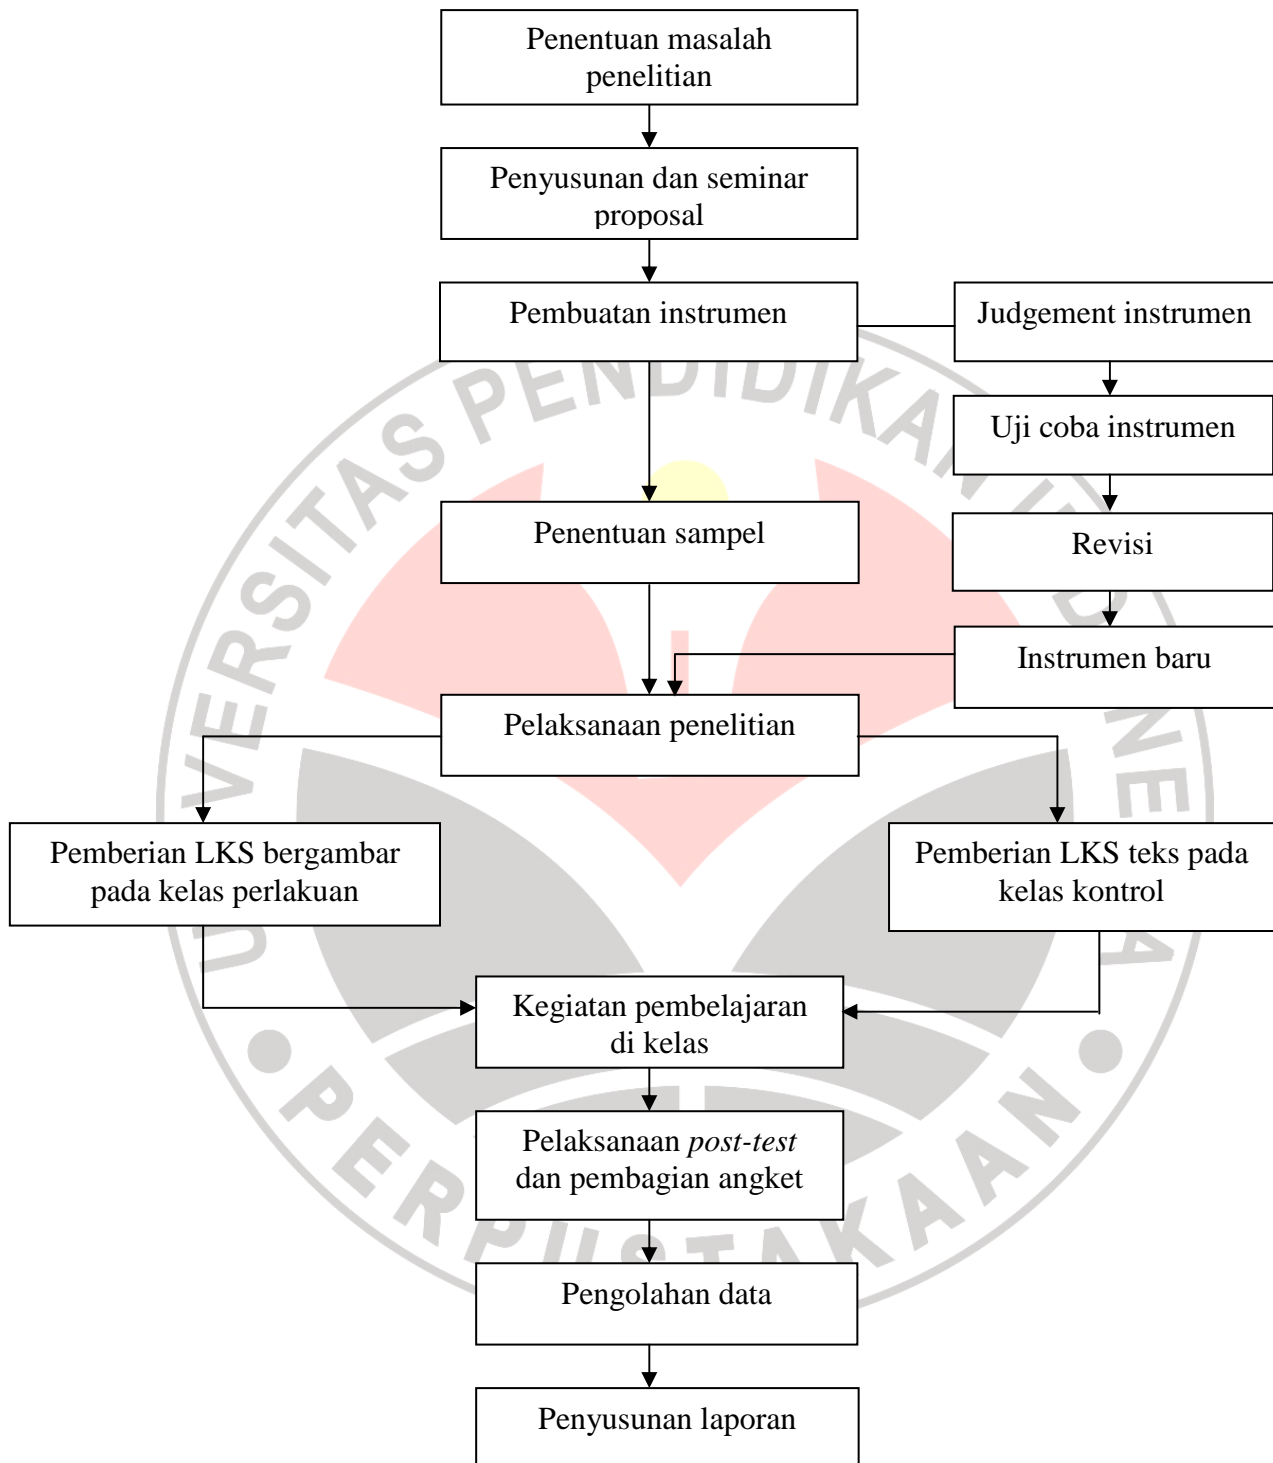 Penentuan masalah
penelitian
Penyusunan dan seminar
proposal
Pembuatan instrumen
Judgement instrumen
Uji coba instrumen
Penentuan sampel
Revisi
Instrumen baru
Pelaksanaan penelitian
Pemberian LKS bergambar
pada kelas perlakuan
Pemberian LKS teks pada
kelas kontrol
Kegiatan pembelajaran
di kelas
Pelaksanaan post-test
dan pembagian angket
Pengolahan data
Penyusunan laporan
UNIVERSITAS PENDIDIKAN INDONESIA
PERPUSTAKAAN